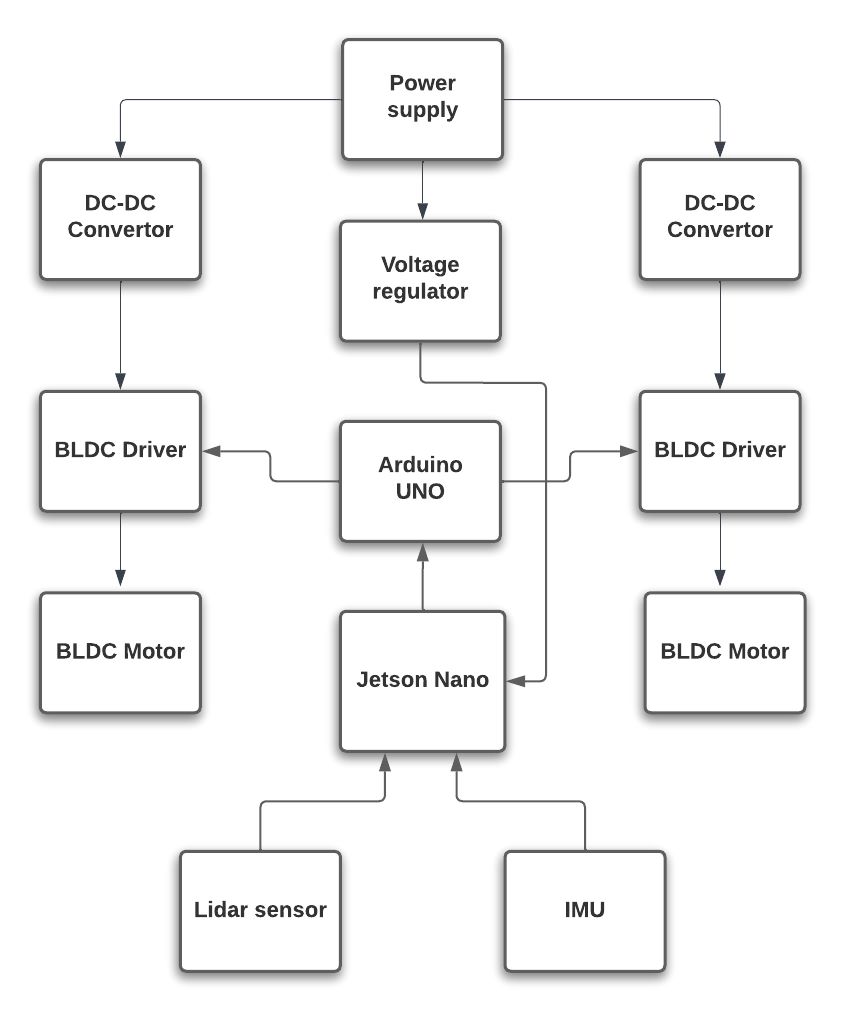 Power
supply
DC-DC
Convertor
DC-DC
Convertor
Voltage
regulator
BLDC Driver
Arduino
UNO
BLDC Driver
BLDC Motor
Jetson Nano
BLDC Motor
Lidar sensor
IMU